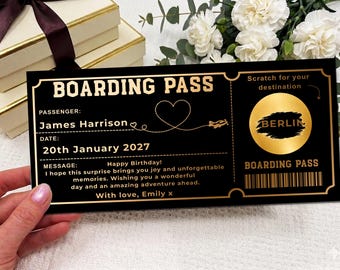 BOARDING PASS
PASSENGER:
James Harrison
DATE:
20th January 2027
MESSAGE:
Happy Birthday!
I hope this surprise brings you joy and unforgettable
memories. Wishing you a wonderful
day and an amazing adventure ahead.
With love, Emily x
Scratch for your
destination
BERLIN
BOARDING PASS